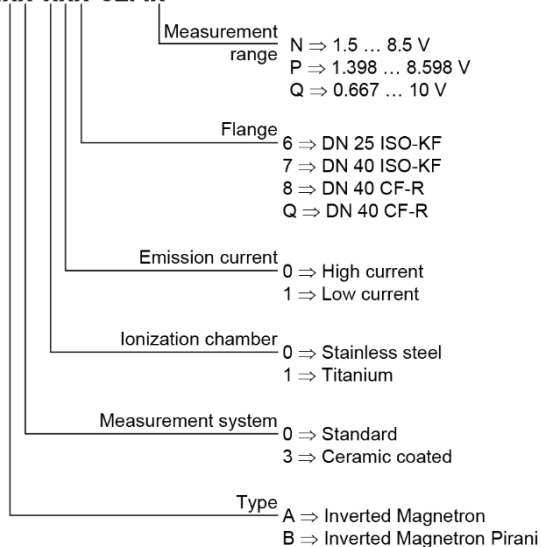 Measurement
range
N ⇒ 1.5 … 8.5 V
P ⇒ 1.398 … 8.598 V
Q ⇒ 0.667 … 10 V
Flange
6 ⇒ DN 25 ISO-KF
7 ⇒ DN 40 ISO-KF
8 ⇒ DN 40 CF-R
Q ⇒ DN 40 CF-R
Emission current
0 ⇒ High current
1 ⇒ Low current
Ionization chamber
0 ⇒ Stainless steel
1 ⇒ Titanium
Measurement system
0 ⇒ Standard
3 ⇒ Ceramic coated
Type
A ⇒ Inverted Magnetron
B ⇒ Inverted Magnetron Pirani